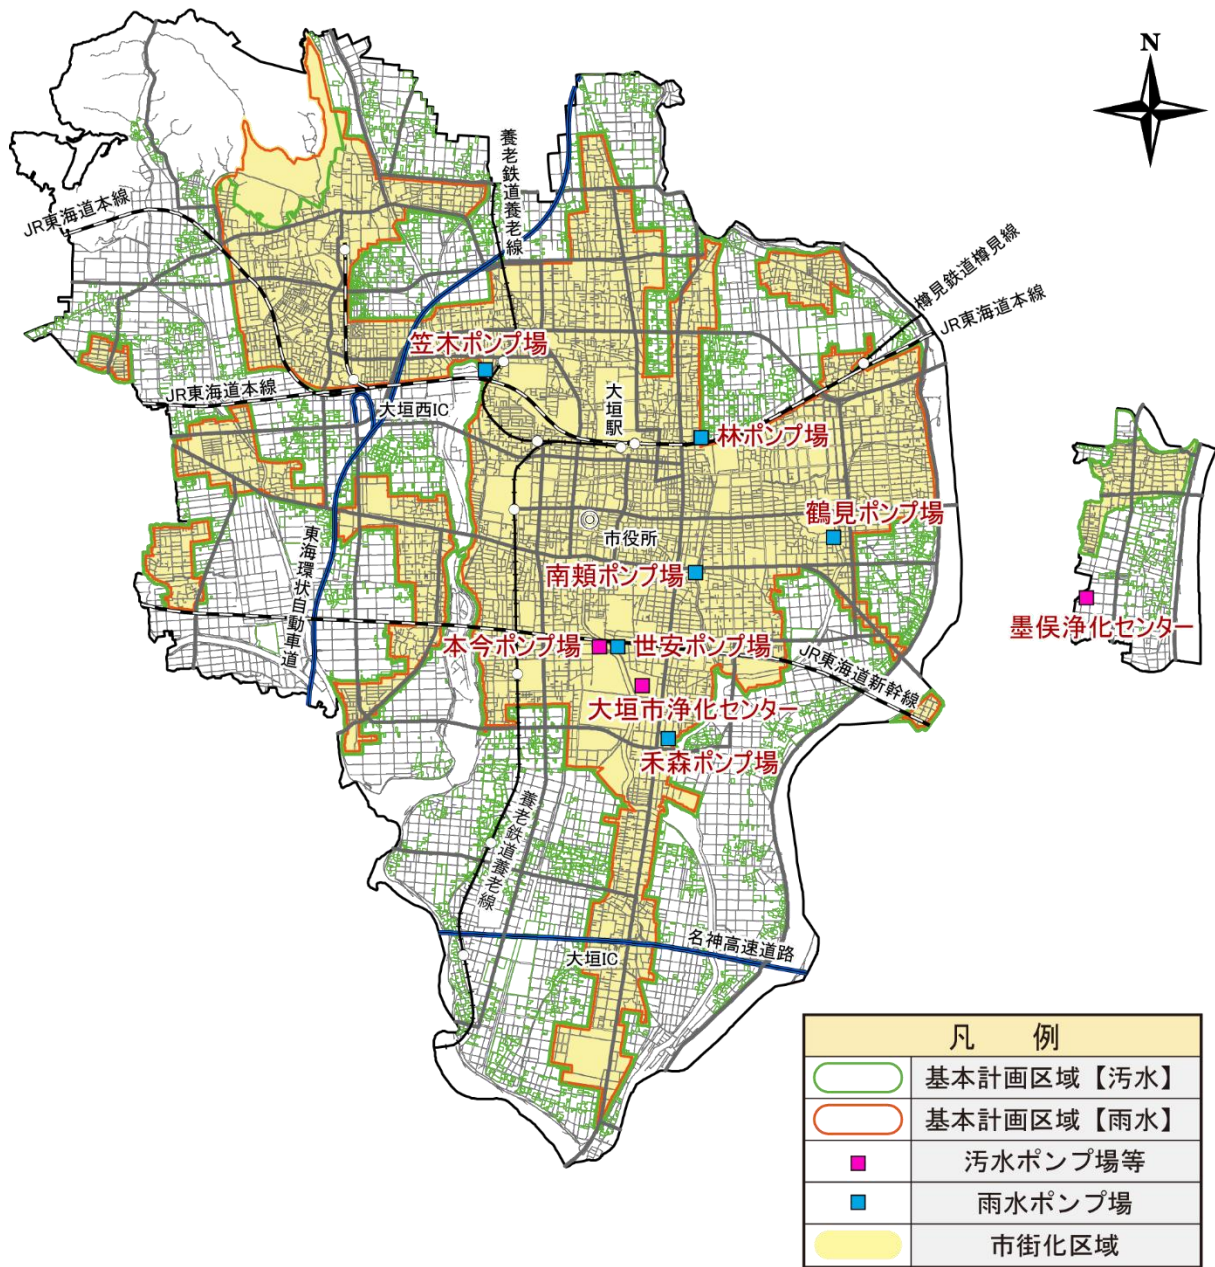 N
養老鉄道養老線
JR東海道本線
樽見鉄道樽見線
JR東海道本線
笠木ポンプ場
JR東海道本線
大垣西IC
大垣駅
林ポンプ場
鶴見ポンプ場
市役所
南頬ポンプ場
東海環状自動車道
墨俣浄化センター
本今ポンプ場
世安ポンプ場
JR東海道新幹線
大垣市浄化センター
禾森ポンプ場
養老鉄道養老線
名神高速道路
大垣IC
凡 例
基本計画区域【汚水】
基本計画区域【雨水】
汚水ポンプ場等
雨水ポンプ場
市街化区域